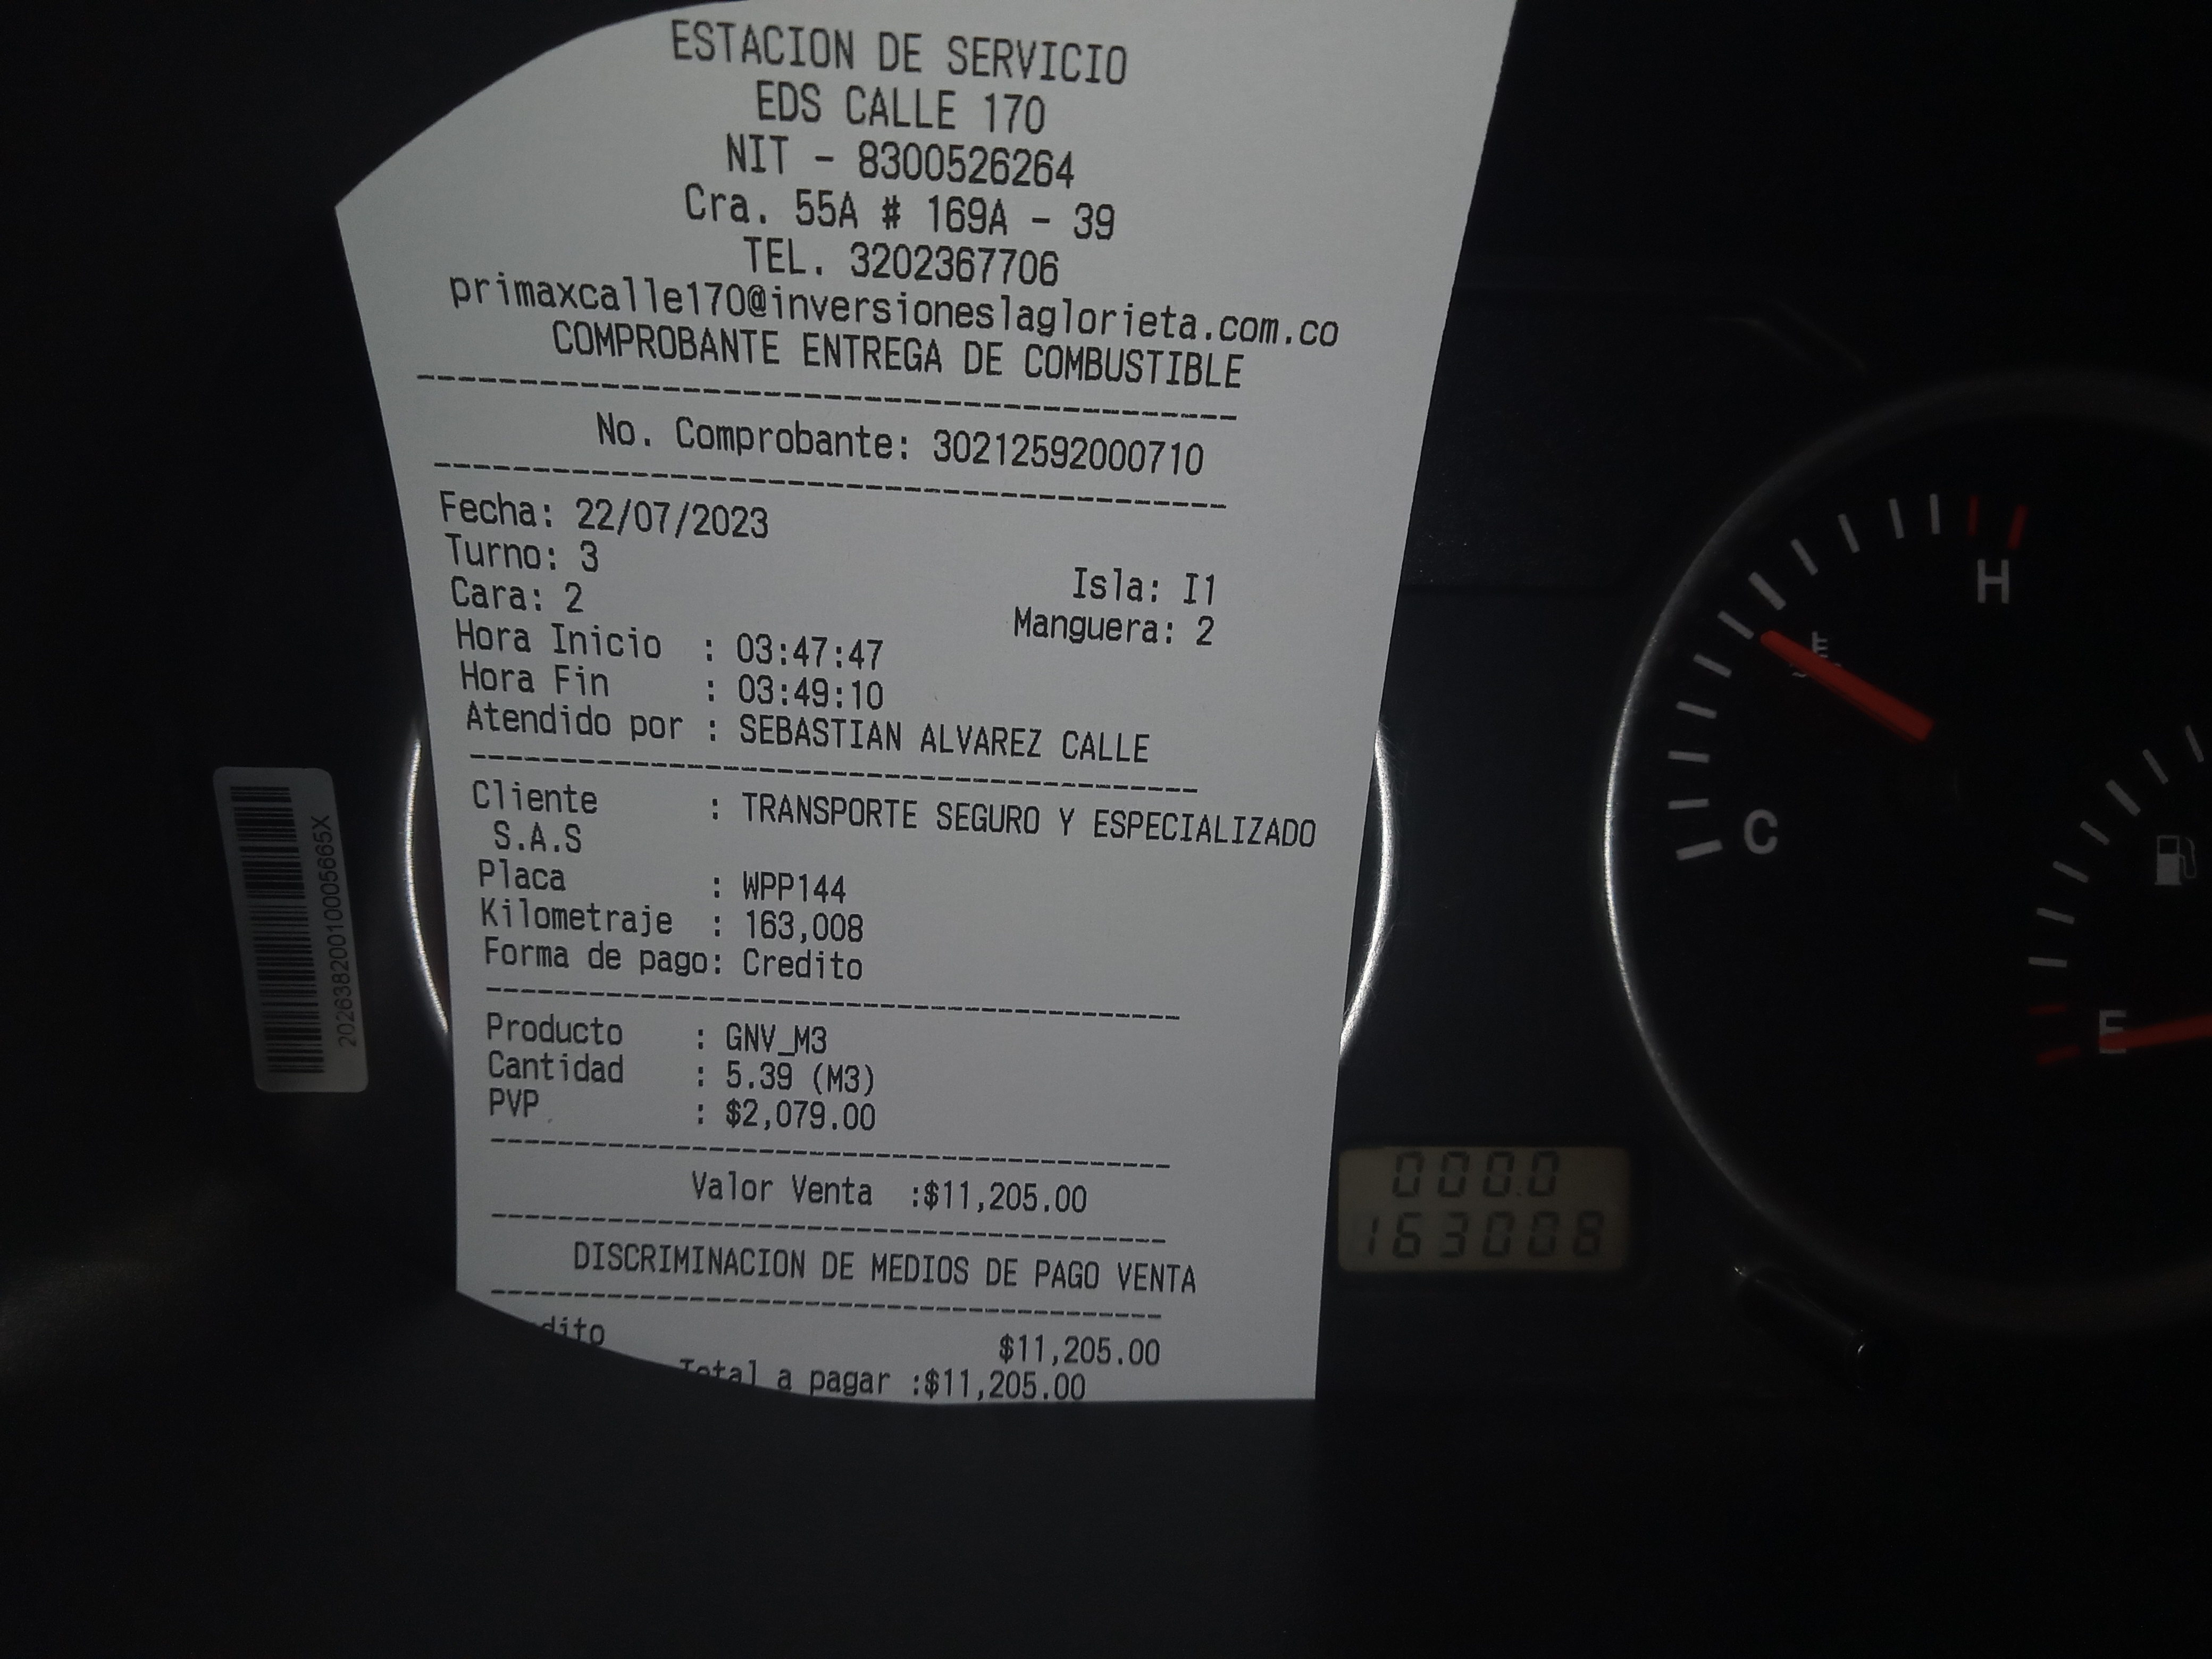 ESTACION DE SERVICIO
EDS CALLE 170
NIT - 8300526264
Cra. 55A # 169A - 39
TEL. 3202367706
primaxcalle170@inversioneslaglorieta.com.co
COMPROBANTE ENTREGA DE COMBUSTIBLE
No. Comprobante: 30212592000710
Fecha: 22/07/2023
Turno: 3 Isla: I1
Cara: 2 Manguera: 2
Hora Inicio : 03:47:47
Hora Fin : 03:49:10
Atendido por : SEBASTIAN ALVAREZ CALLE
Cliente : TRANSPORTE SEGURO Y ESPECIALIZADO
S.A.S
Placa : WPP144
Kilometraje : 163,008
Forma de pago: Credito
Producto : GNV_M3
Cantidad : 5.39 (M3)
PVP : $2,079.00
Valor Venta :$11,205.00
DISCRIMINACION DE MEDIOS DE PAGO VENTA
dito $11,205.00
Total a pagar :$11,205.00
20263820010005665X
H
C
E
000.0
163008